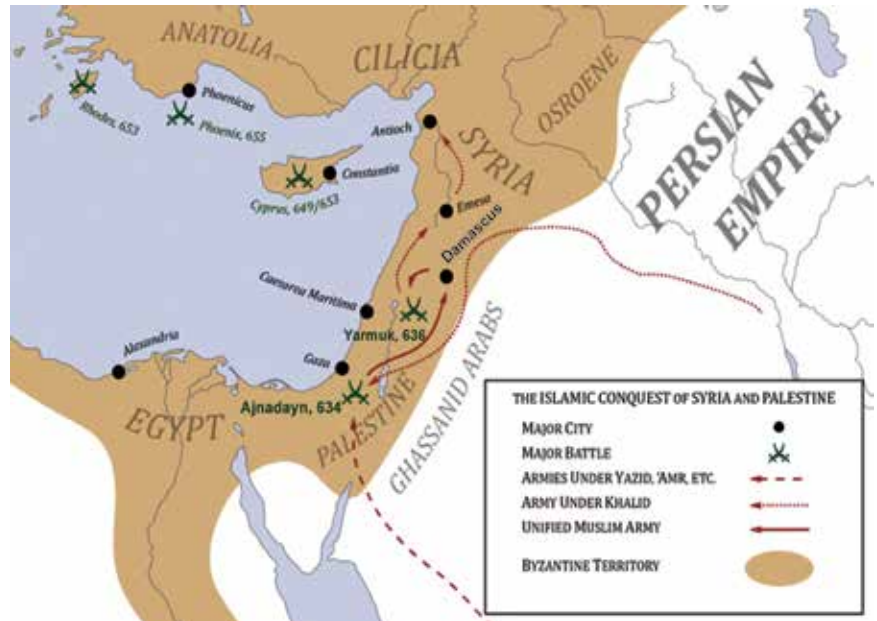 ANATOLIA
CILICIA
OSROENE
PERSIAN
EMPIRE
Rhodes, 653
Phoenicus
Phoenix, 655
Antioch
SYRIA
Constantia
Cyprus, 649/653
Emesa
Damascus
Caesarea Maritima
Yarmuk, 636
Alexandria
Gaza
Ajnadayn, 634
EGYPT
PALESTINE
GHASSANID ARABS
THE ISLAMIC CONQUEST OF SYRIA AND PALESTINE
MAJOR CITY
MAJOR BATTLE
ARMIES UNDER YAZID, 'AMR, ETC.
ARMY UNDER KHALID
UNIFIED MUSLIM ARMY
BYZANTINE TERRITORY